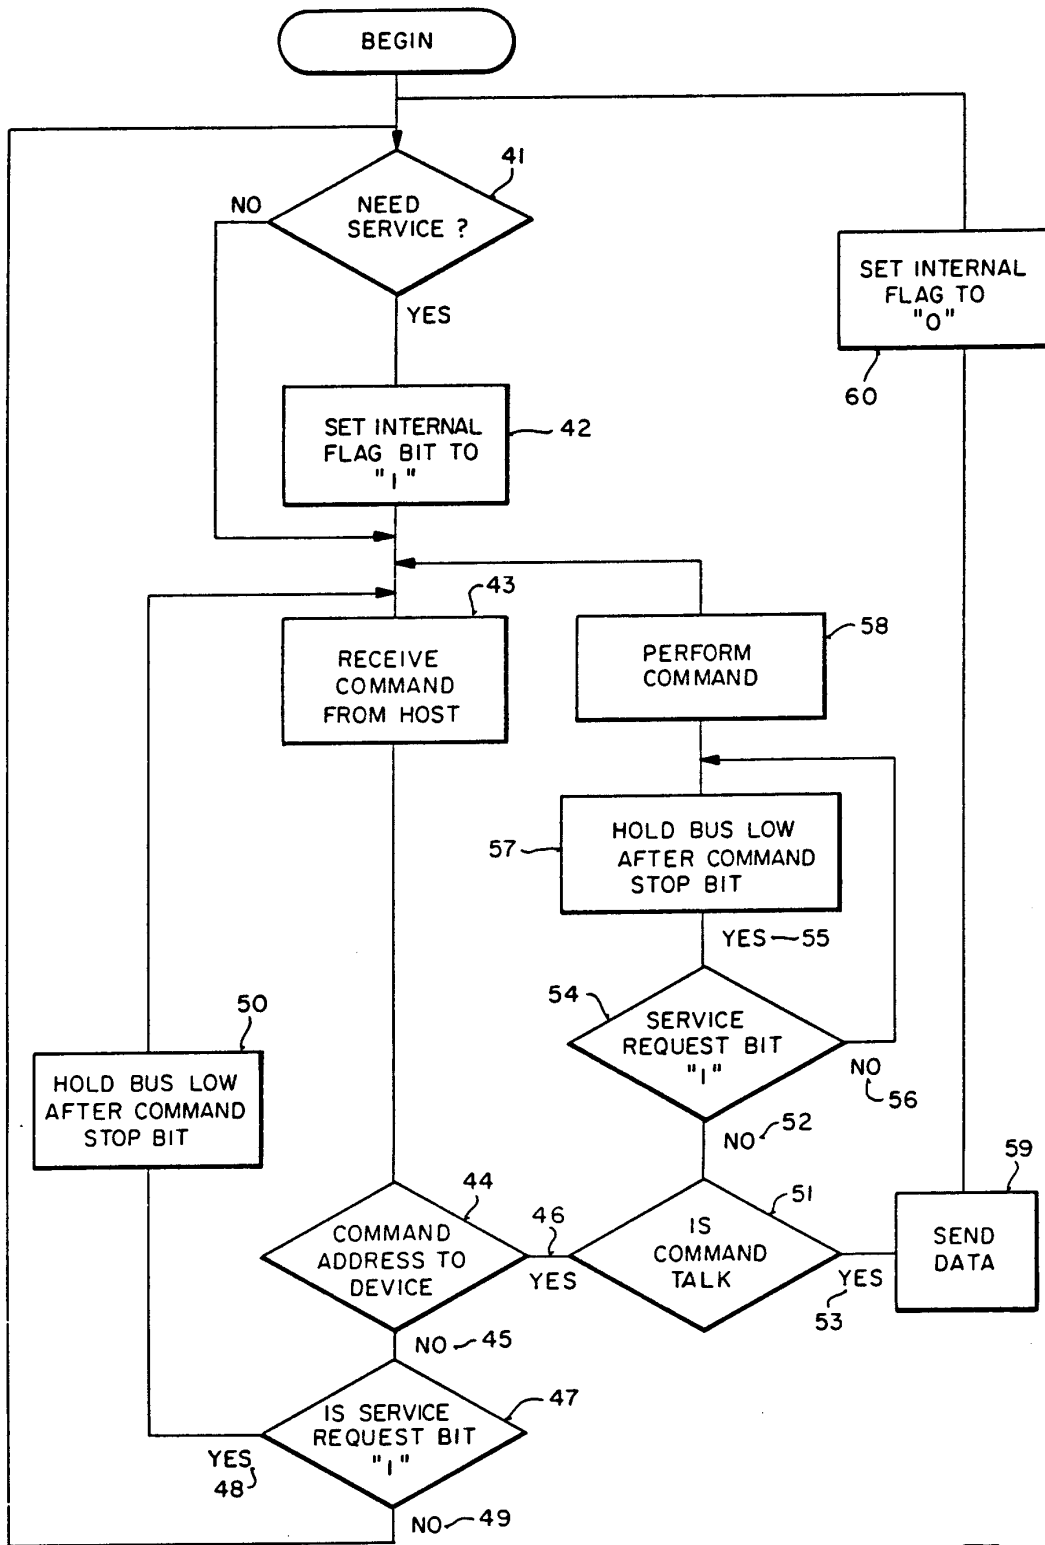 BEGIN
41
NO
NEED
SERVICE ?
YES
SET INTERNAL
FLAG TO
"O"
60
SET INTERNAL
FLAG BIT TO
"I"
42
43
RECEIVE
COMMAND
FROM HOST
58
PERFORM
COMMAND
57
HOLD BUS LOW
AFTER COMMAND
STOP BIT
YES 55
54
SERVICE
REQUEST BIT
"I"
NO
56
NO 52
50
HOLD BUS LOW
AFTER COMMAND
STOP BIT
44
COMMAND
ADDRESS TO
DEVICE
46
YES
51
IS
COMMAND
TALK
YES
53
59
SEND
DATA
NO 45
47
IS SERVICE
REQUEST BIT
"I"
YES
48
NO 49